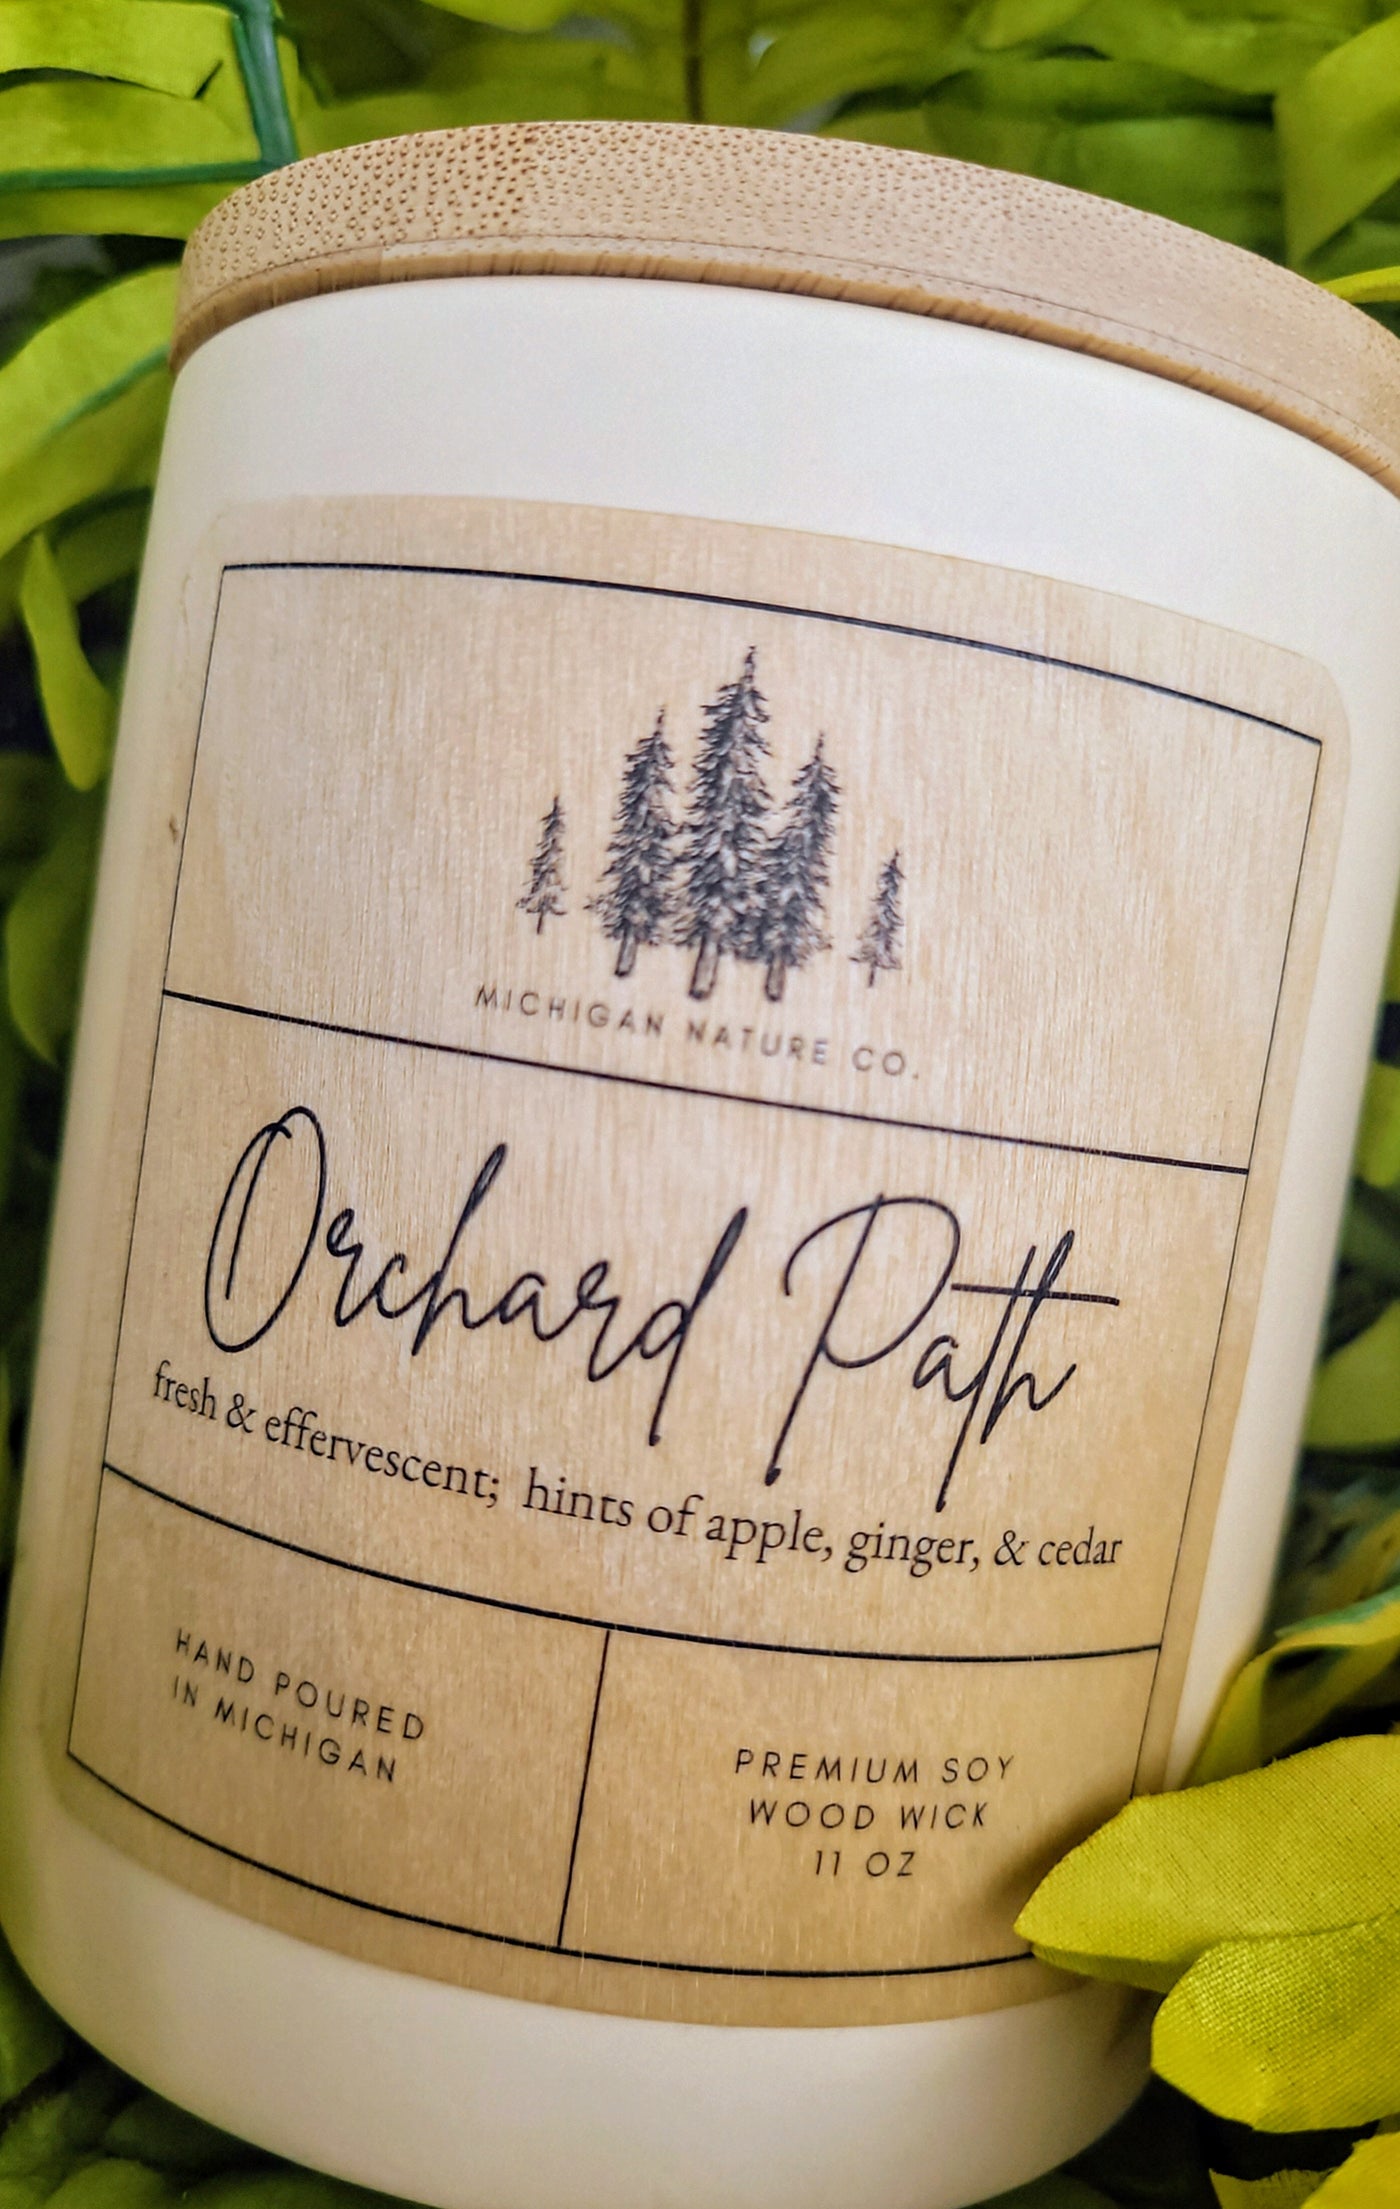 MICHIGAN NATURE CO.
Orchard Path
fresh & effervescent; hints of apple, ginger, & cedar
HAND POURED
IN MICHIGAN
PREMIUM SOY
WOOD WICK
11 OZ